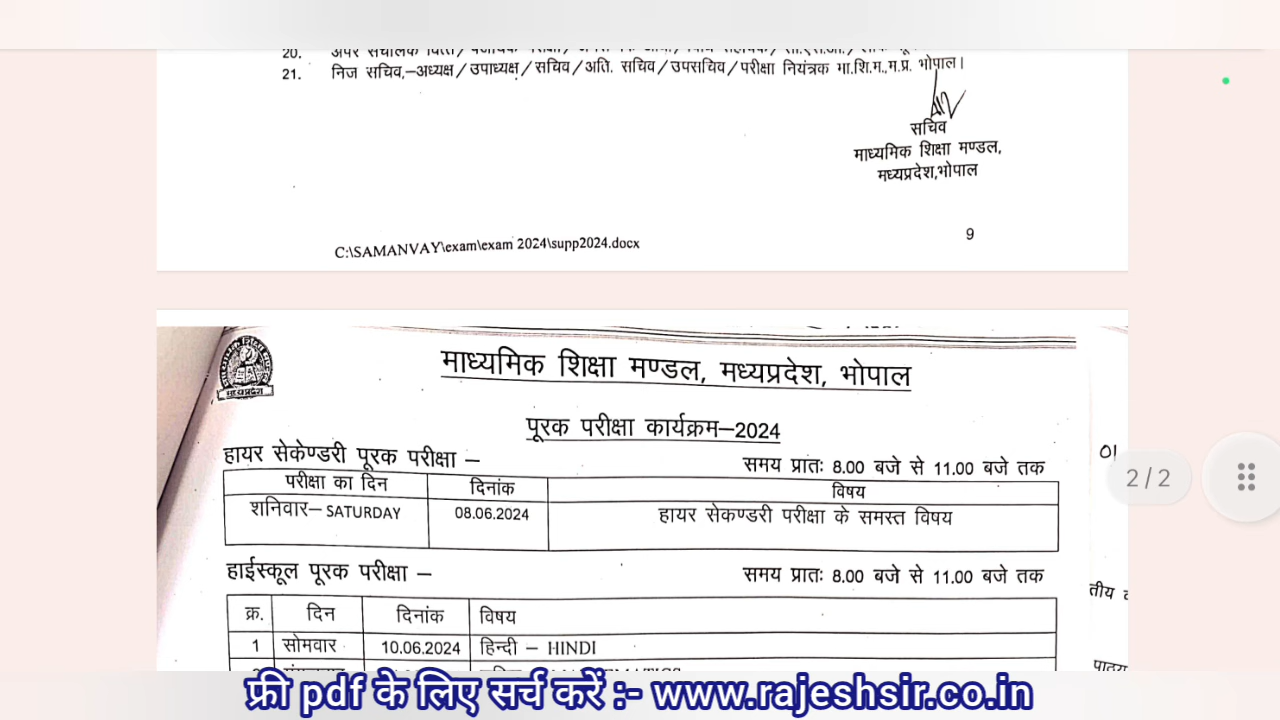 20. अपर संचालक वित्त/
21. निज सचिव,–अध्यक्ष/उपाध्यक्ष/सचिव/अति. सचिव/उपसचिव/परीक्षा नियंत्रक मा.शि.म.,म.प्र. भोपाल।
सचिव
माध्यमिक शिक्षा मण्डल,
मध्यप्रदेश,भोपाल
C:\SAMANVAY\exam\exam 2024\supp2024.docx
9
माध्यमिक शिक्षा मण्डल, मध्यप्रदेश, भोपाल
मध्यप्रदेश
पूरक परीक्षा कार्यक्रम–2024
हायर सेकेण्डरी पूरक परीक्षा – समय प्रातः 8.00 बजे से 11.00 बजे तक
परीक्षा का दिन दिनांक विषय
शनिवार– SATURDAY 08.06.2024 हायर सेकण्डरी परीक्षा के समस्त विषय
2/2
हाईस्कूल पूरक परीक्षा – समय प्रातः 8.00 बजे से 11.00 बजे तक
क्र. दिन दिनांक विषय
1 सोमवार 10.06.2024 हिन्दी – HINDI
फ्री pdf के लिए सर्च करें :- www.rajeshsir.co.in